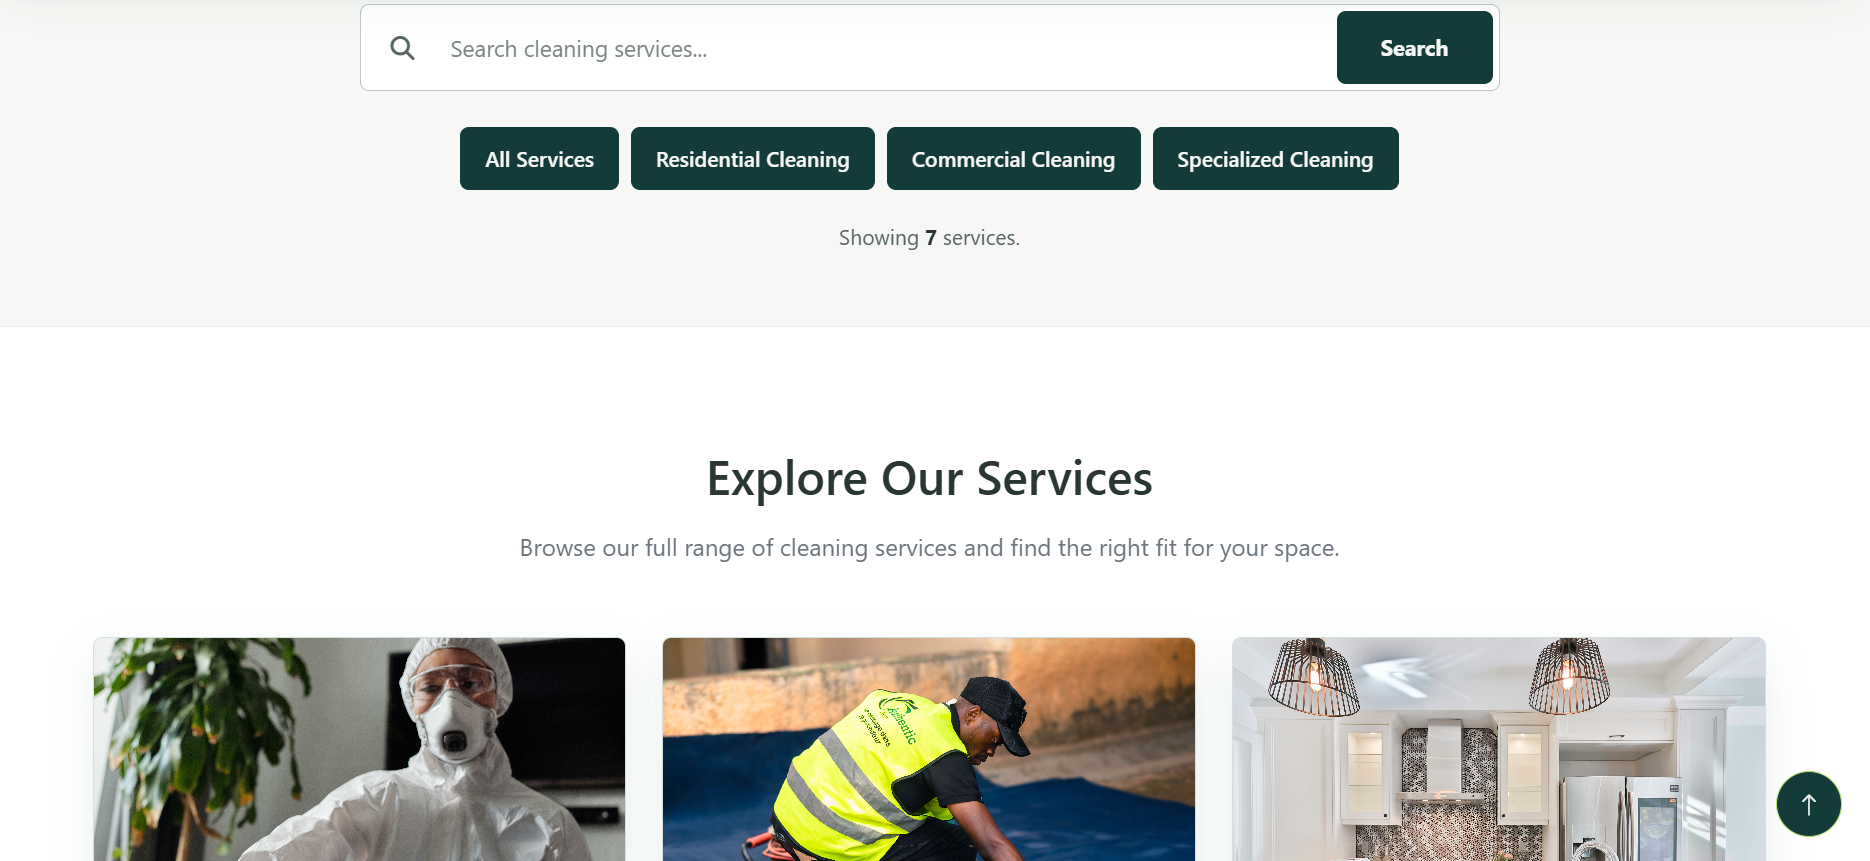 Search cleaning services...
Search
All Services
Residential Cleaning
Commercial Cleaning
Specialized Cleaning
Showing 7 services.
Explore Our Services
Browse our full range of cleaning services and find the right fit for your space.